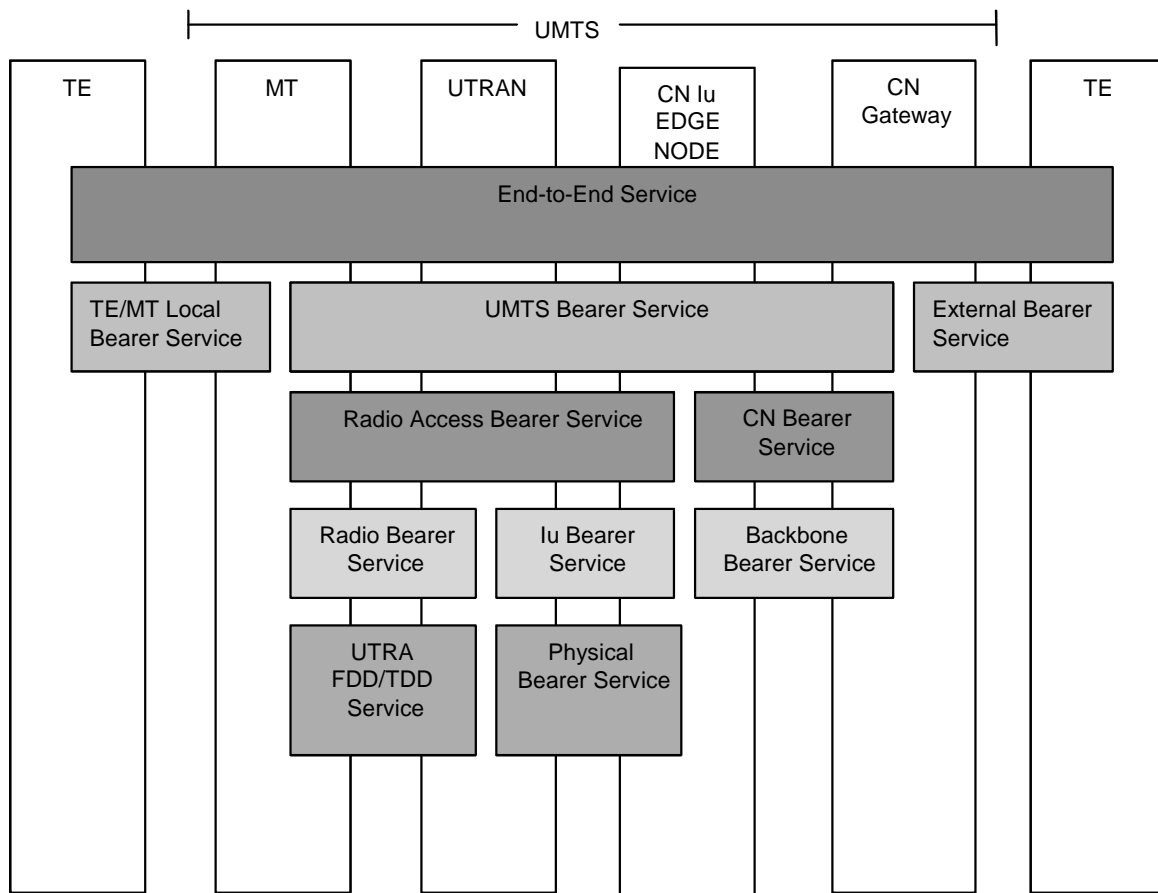 UMTS
TE
MT
UTRAN
CN Iu
EDGE
NODE
CN
Gateway
TE
End-to-End Service
TE/MT Local
Bearer Service
UMTS Bearer Service
External Bearer
Service
Radio Access Bearer Service
CN Bearer
Service
Radio Bearer
Service
Iu Bearer
Service
Backbone
Bearer Service
UTRA
FDD/TDD
Service
Physical
Bearer Service